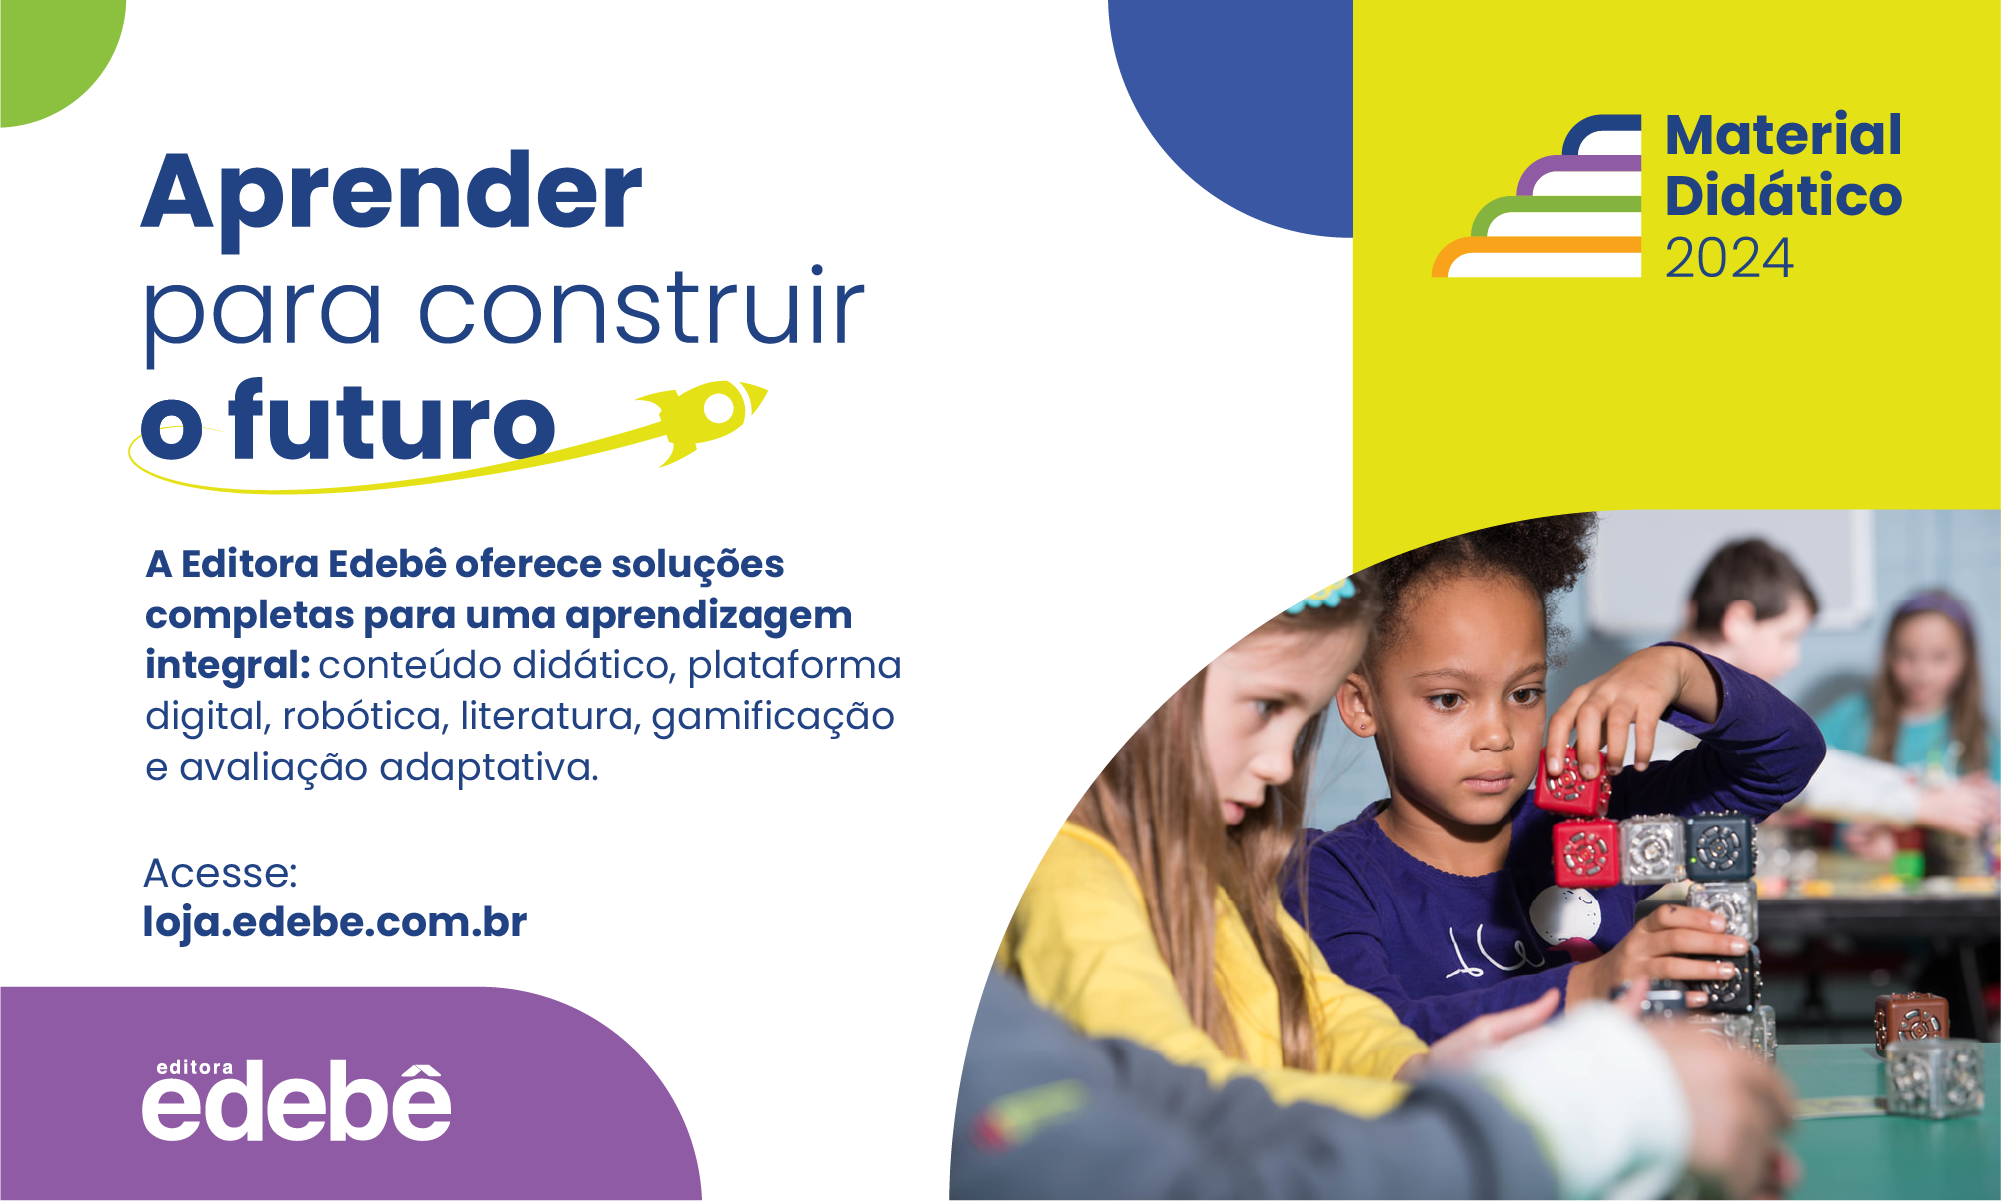 Aprender
para construir
o futuro
A Editora Edebê oferece soluções
completas para uma aprendizagem
integral: conteúdo didático, plataforma
digital, robótica, literatura, gamificação
e avaliação adaptativa.
Acesse:
loja.edebe.com.br
editora
edebê
Material
Didático
2024